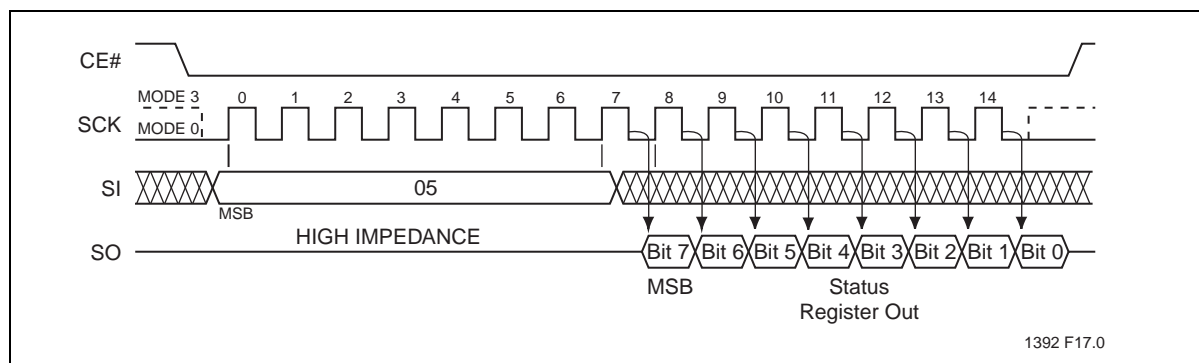 CE#
MODE 3 0 1 2 3 4 5 6 7 8 9 10 11 12 13 14
SCK
MODE 0
SI 05
MSB
HIGH IMPEDANCE
SO Bit 7 Bit 6 Bit 5 Bit 4 Bit 3 Bit 2 Bit 1 Bit 0
MSB Status
Register Out
1392 F17.0